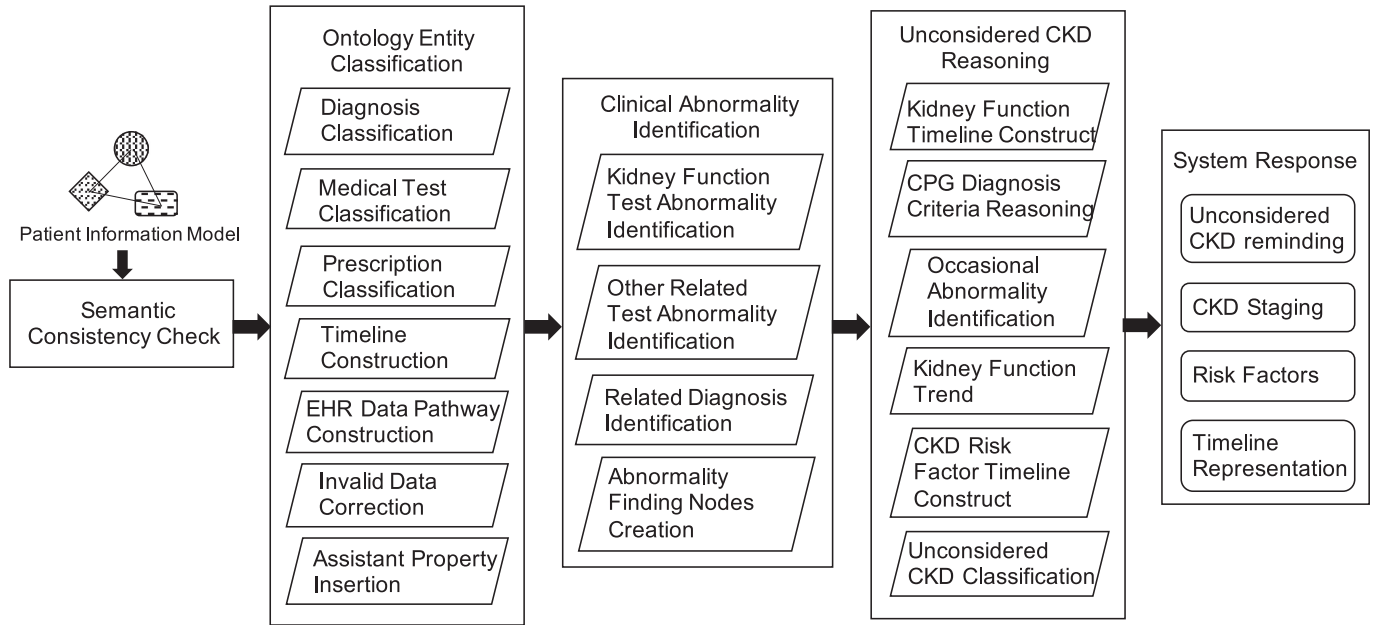 Patient Information Model
Semantic
Consistency Check
Ontology Entity
Classification
Diagnosis
Classification
Medical Test
Classification
Prescription
Classification
Timeline
Construction
EHR Data Pathway
Construction
Invalid Data
Correction
Assistant Property
Insertion
Clinical Abnormality
Identification
Kidney Function
Test Abnormality
Identification
Other Related
Test Abnormality
Identification
Related Diagnosis
Identification
Abnormality
Finding Nodes
Creation
Unconsidered CKD
Reasoning
Kidney Function
Timeline Construct
CPG Diagnosis
Criteria Reasoning
Occasional
Abnormality
Identification
Kidney Function
Trend
CKD Risk
Factor Timeline
Construct
Unconsidered
CKD Classification
System Response
Unconsidered
CKD reminding
CKD Staging
Risk Factors
Timeline
Representation